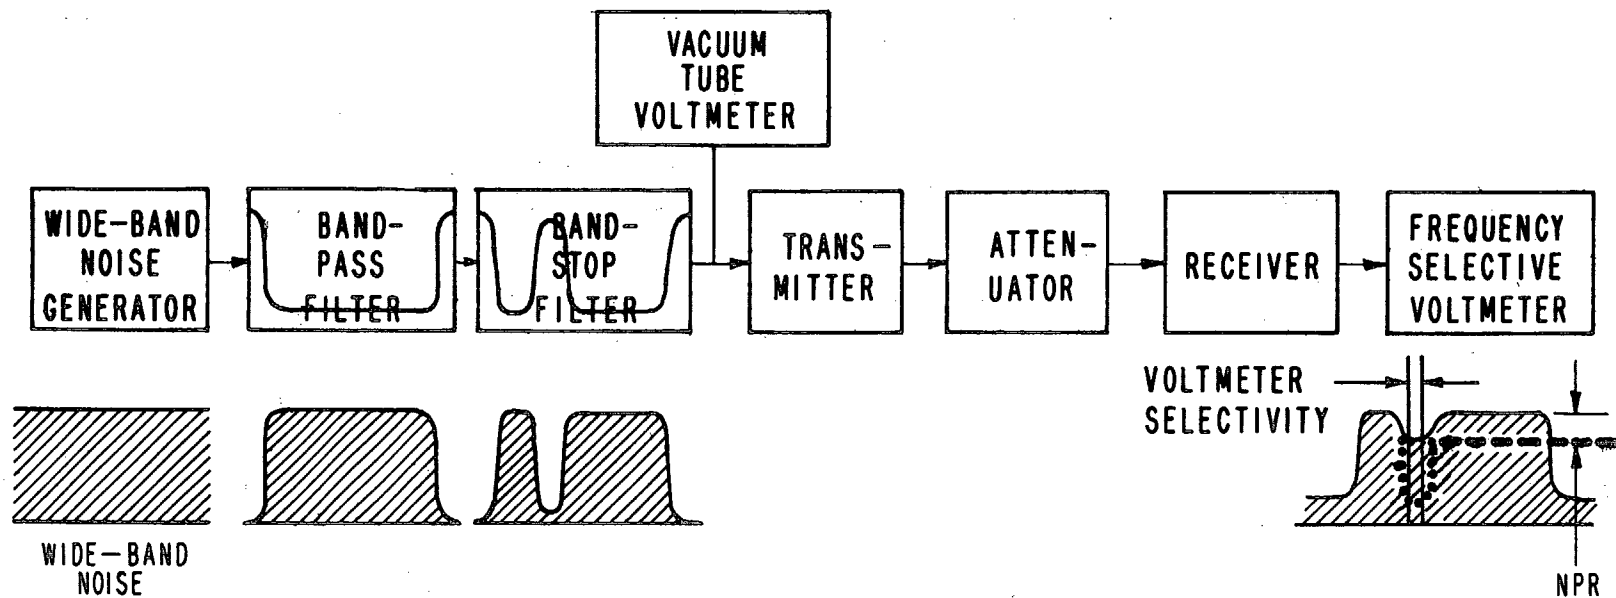 VACUUM
TUBE
VOLTMETER
WIDE-BAND
NOISE
GENERATOR
BAND-
PASS
FILTER
BAND-
STOP
FILTER
TRANS-
MITTER
ATTEN-
UATOR
RECEIVER
FREQUENCY
SELECTIVE
VOLTMETER
VOLTMETER
SELECTIVITY
WIDE-BAND
NOISE
NPR